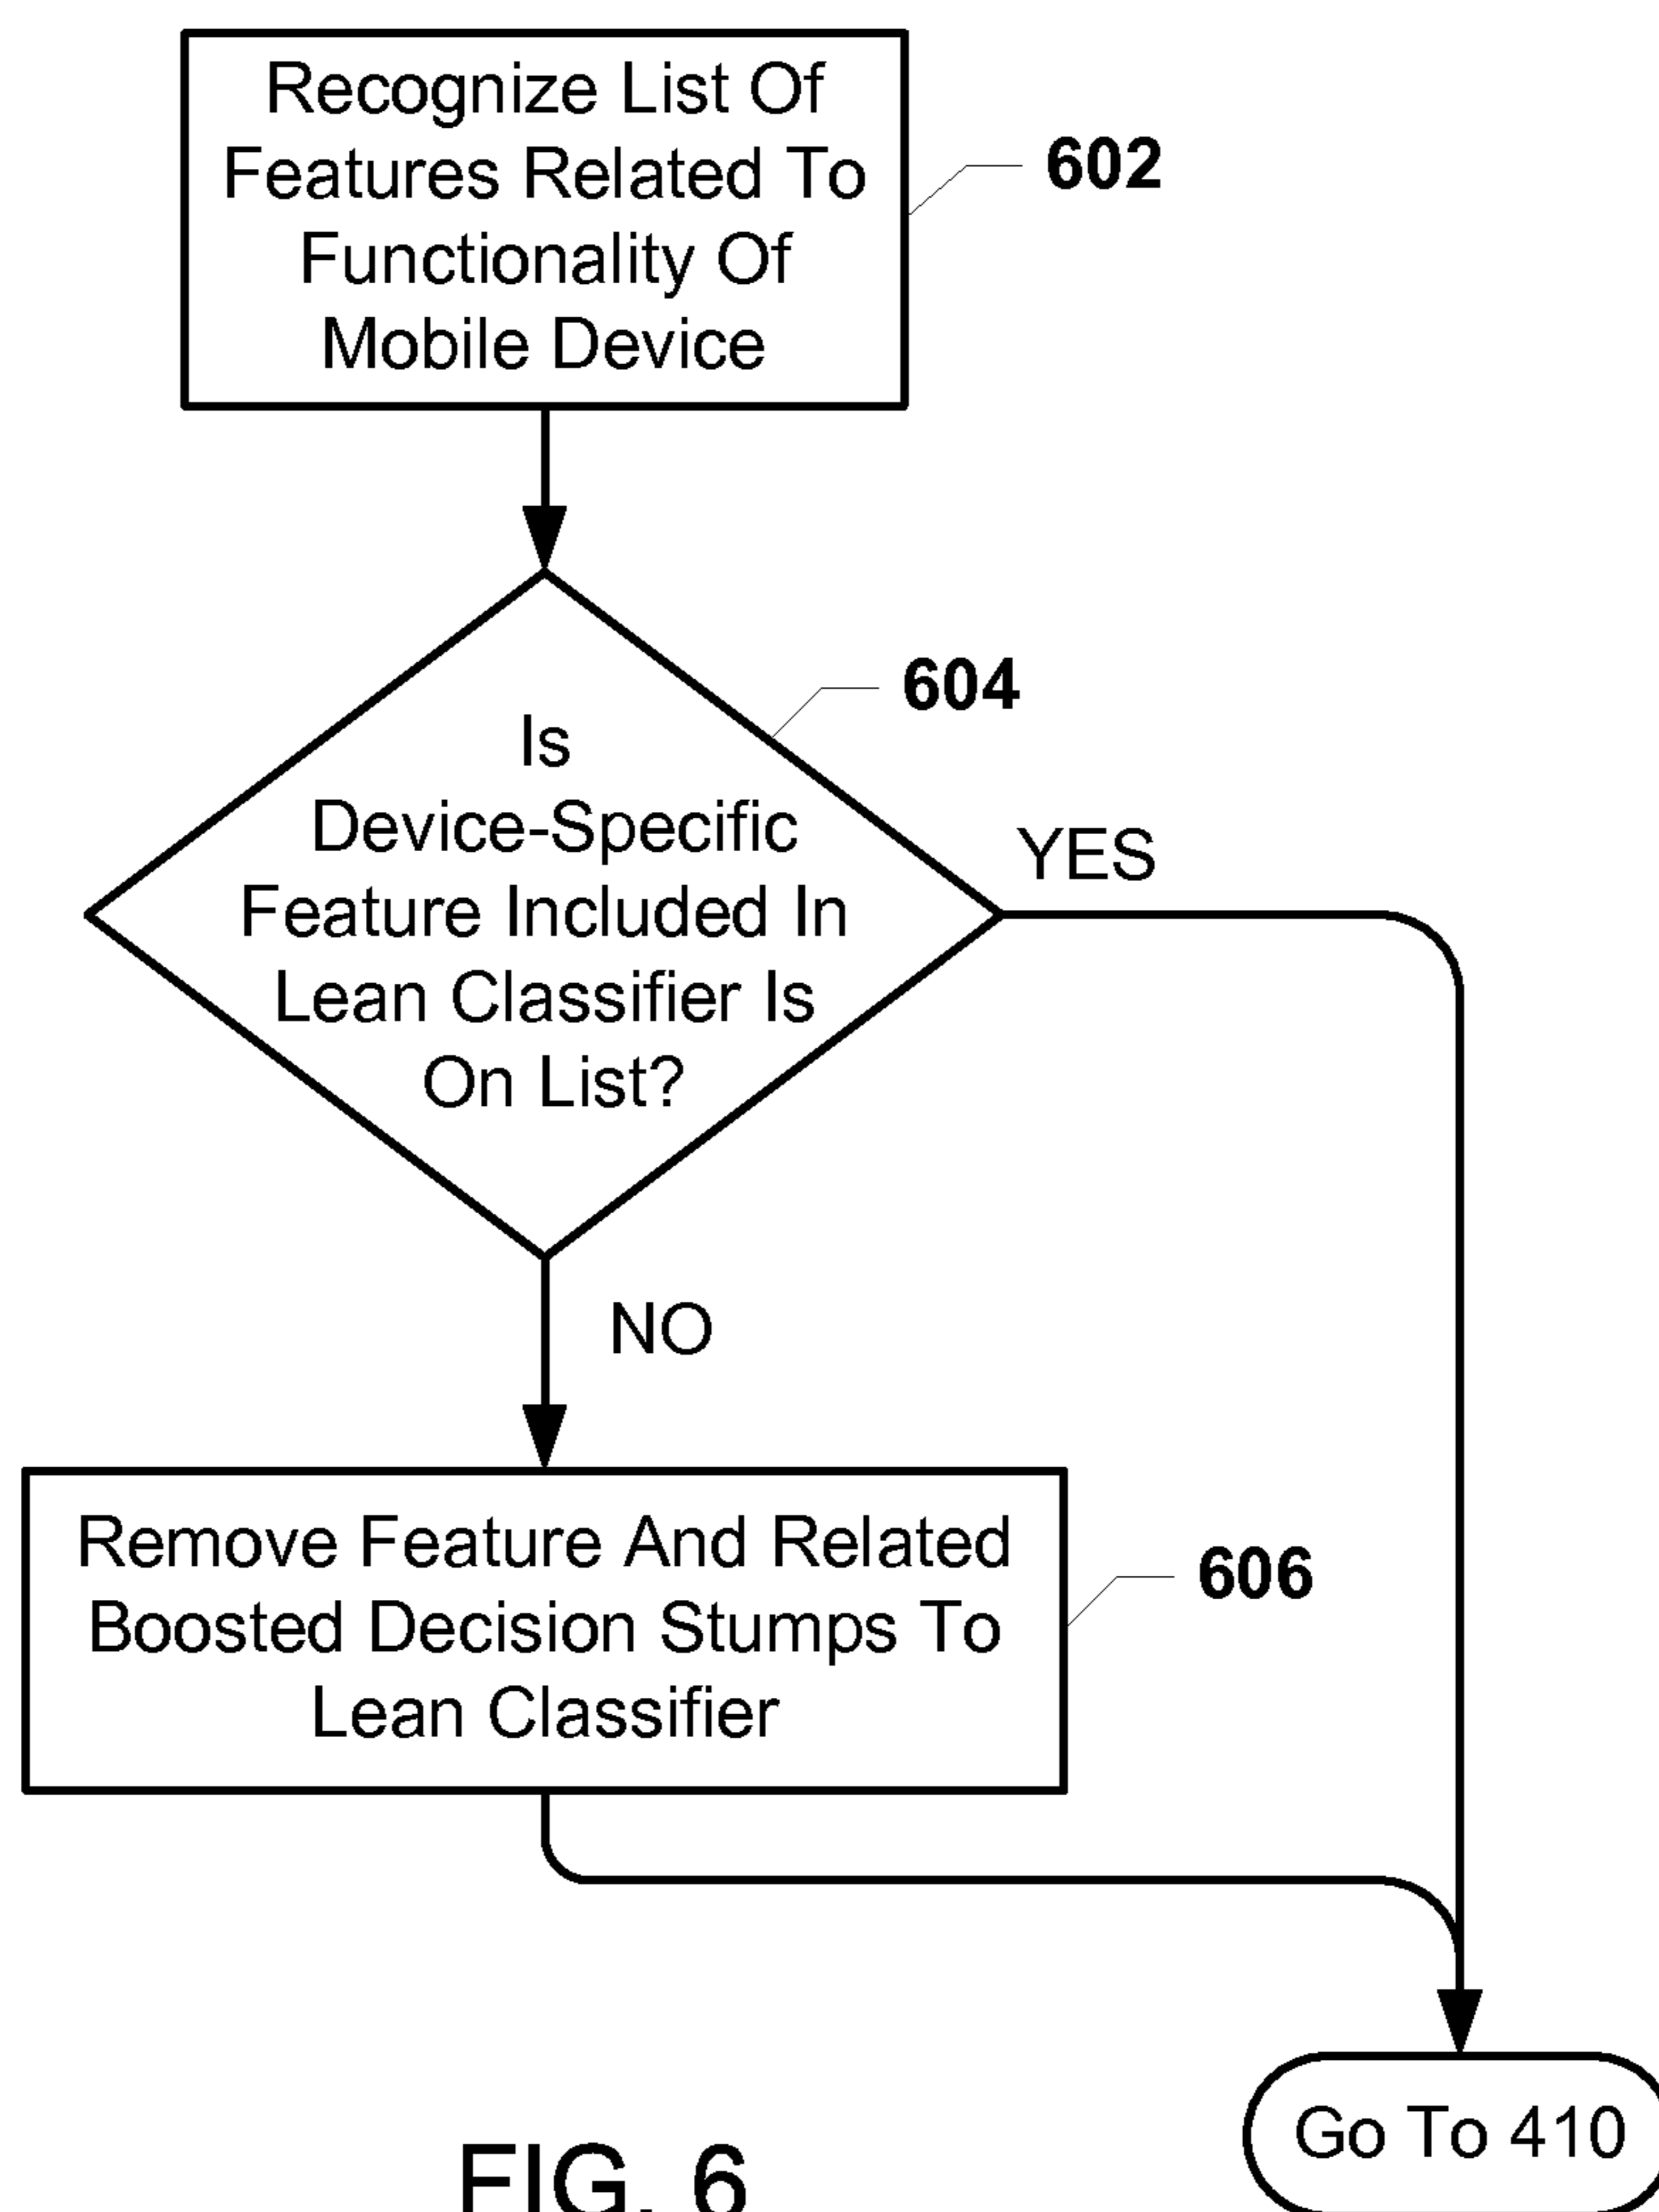 Recognize List Of
Features Related To
Functionality Of
Mobile Device
602
604
Is
Device-Specific
Feature Included In
Lean Classifier Is
On List?
YES
NO
Remove Feature And Related
Boosted Decision Stumps To
Lean Classifier
606
Go To 410
FIG. 6